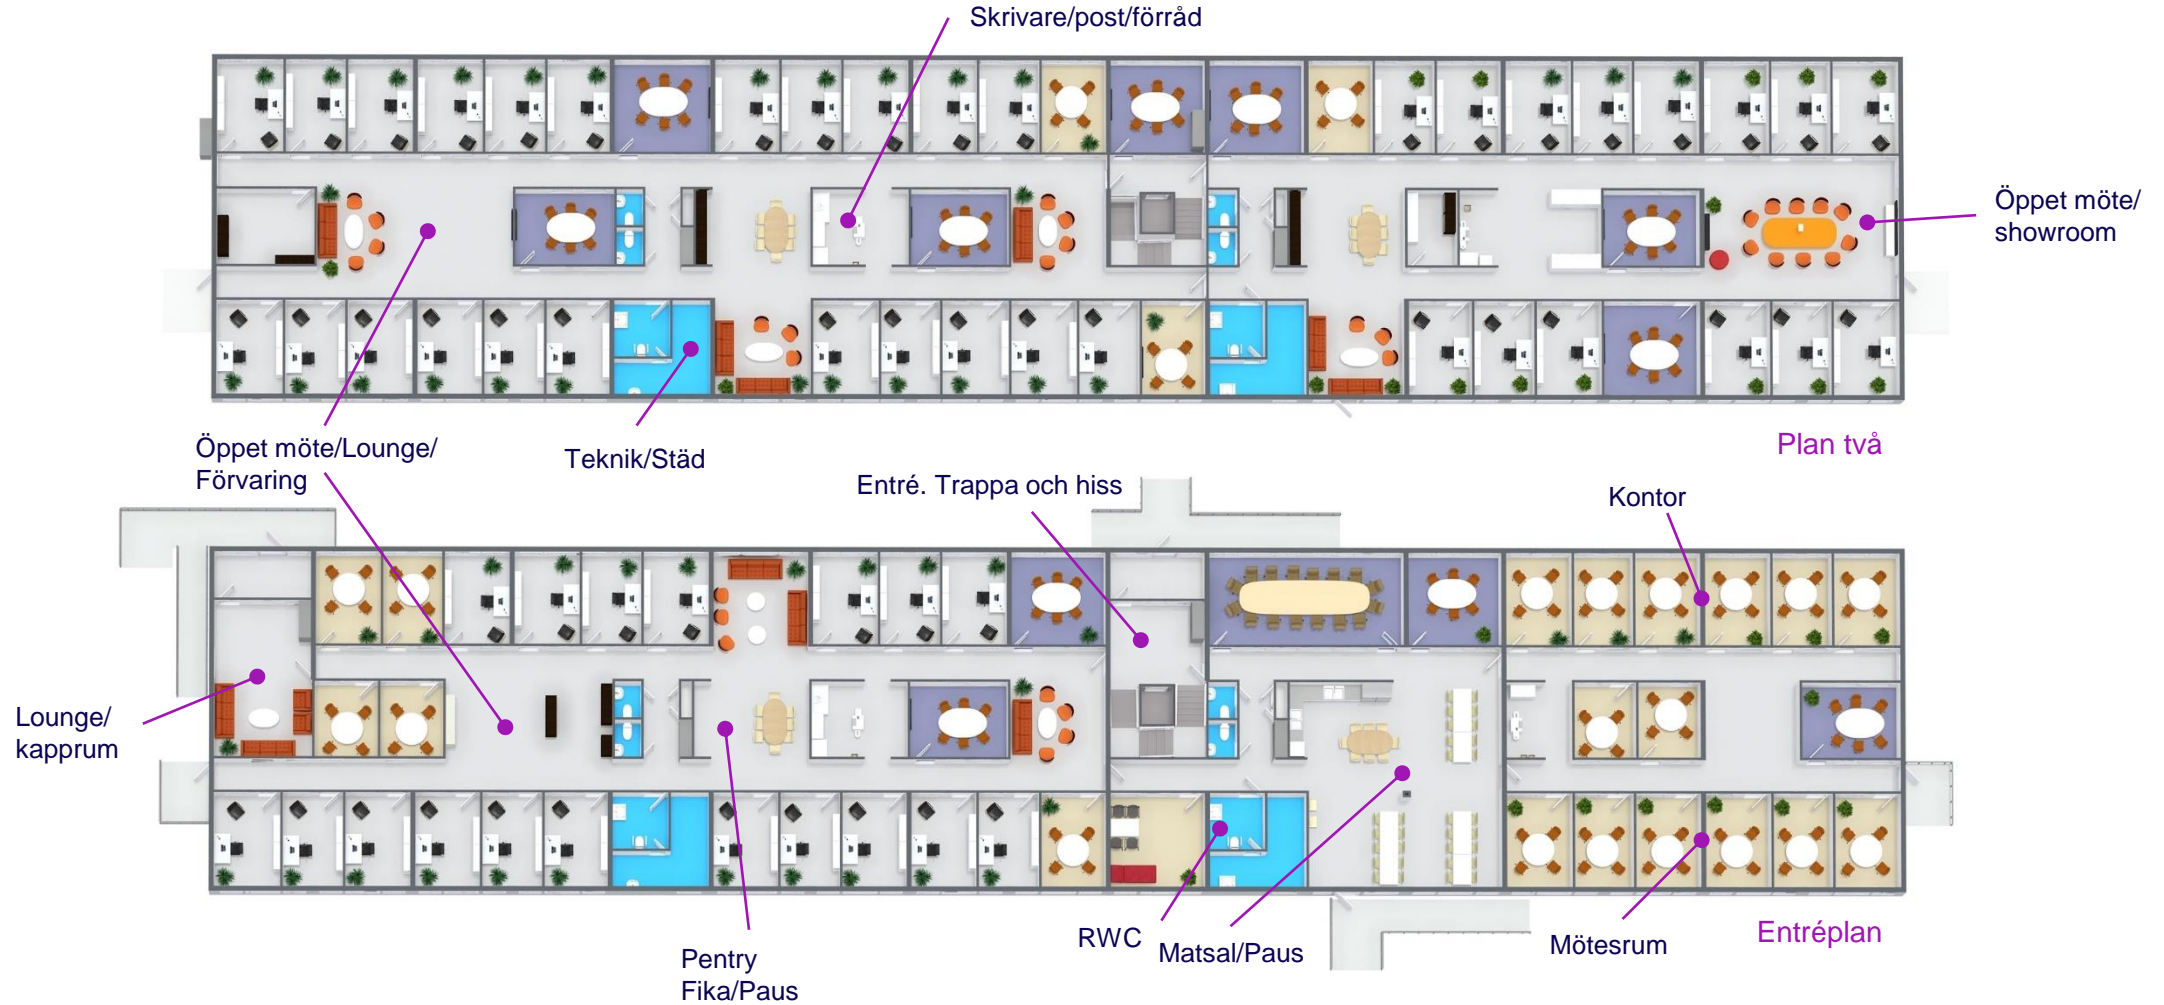 Skrivare/post/förråd
Öppet möte/
showroom
Plan två
Öppet möte/Lounge/
Förvaring
Teknik/Städ
Entré. Trappa och hiss
Kontor
Lounge/
kapprum
Pentry
Fika/Paus
RWC
Matsal/Paus
Mötesrum
Entréplan